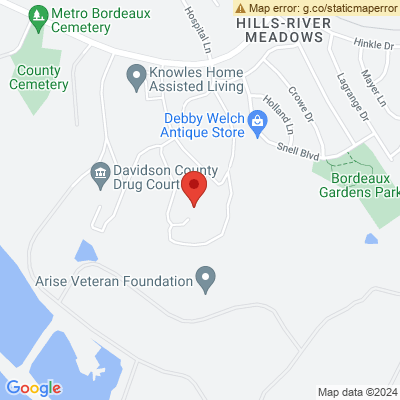 Map error: g.co/staticmaperror
Metro Bordeaux
Cemetery
Hospital Ln
HILLS-RIVER
MEADOWS
Hinkle Dr
County
Cemetery
Knowles Home
Assisted Living
Mayer Ln
Lagrange Dr
Crowe Dr
Holland Ln
Debby Welch
Antique Store
Snell Blvd
Davidson County
Drug Court
Bordeaux
Gardens Park
Arise Veteran Foundation
Google
Map data ©2024